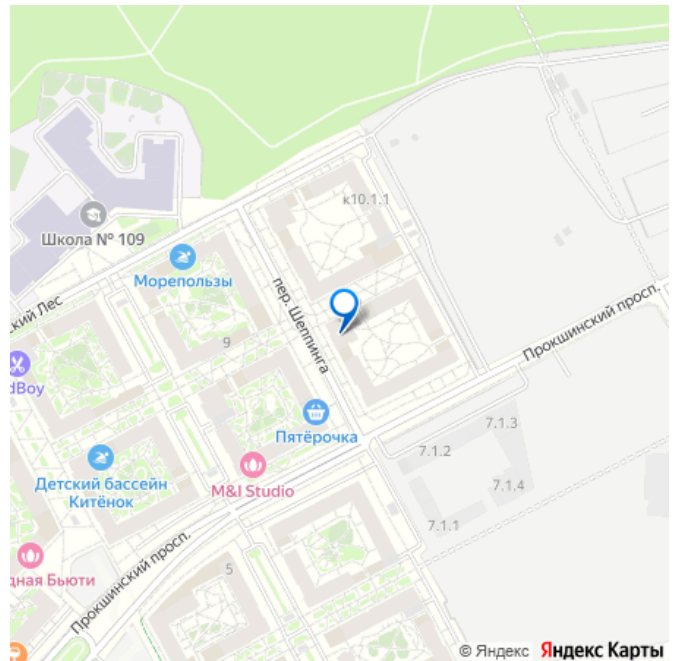 к10.1.1
Школа № 109
Морепользы
ский Лес
пер. Шеппинга
Прокшинский просп.
9
dBoy
Пятёрочка
7.1.3
7.1.2
Детский бассейн
Китёнок
M&I Studio
7.1.4
7.1.1
Прокшинский просп.
5
дная Бьюти
© Яндекс Яндекс Карты